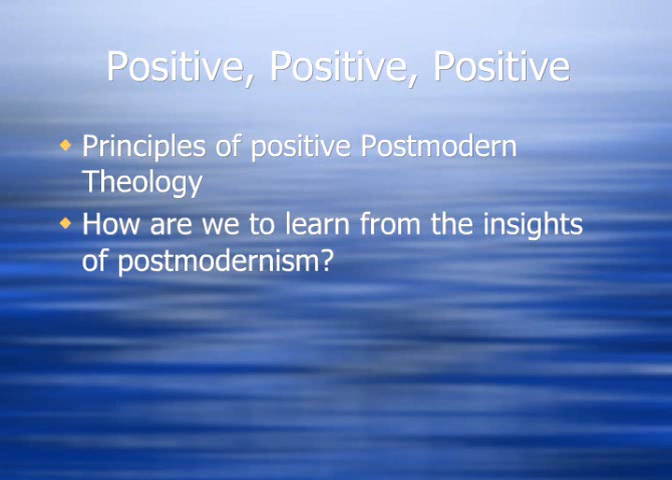 Positive, Positive, Positive
Principles of positive Postmodern
Theology
How are we to learn from the insights
of postmodernism?